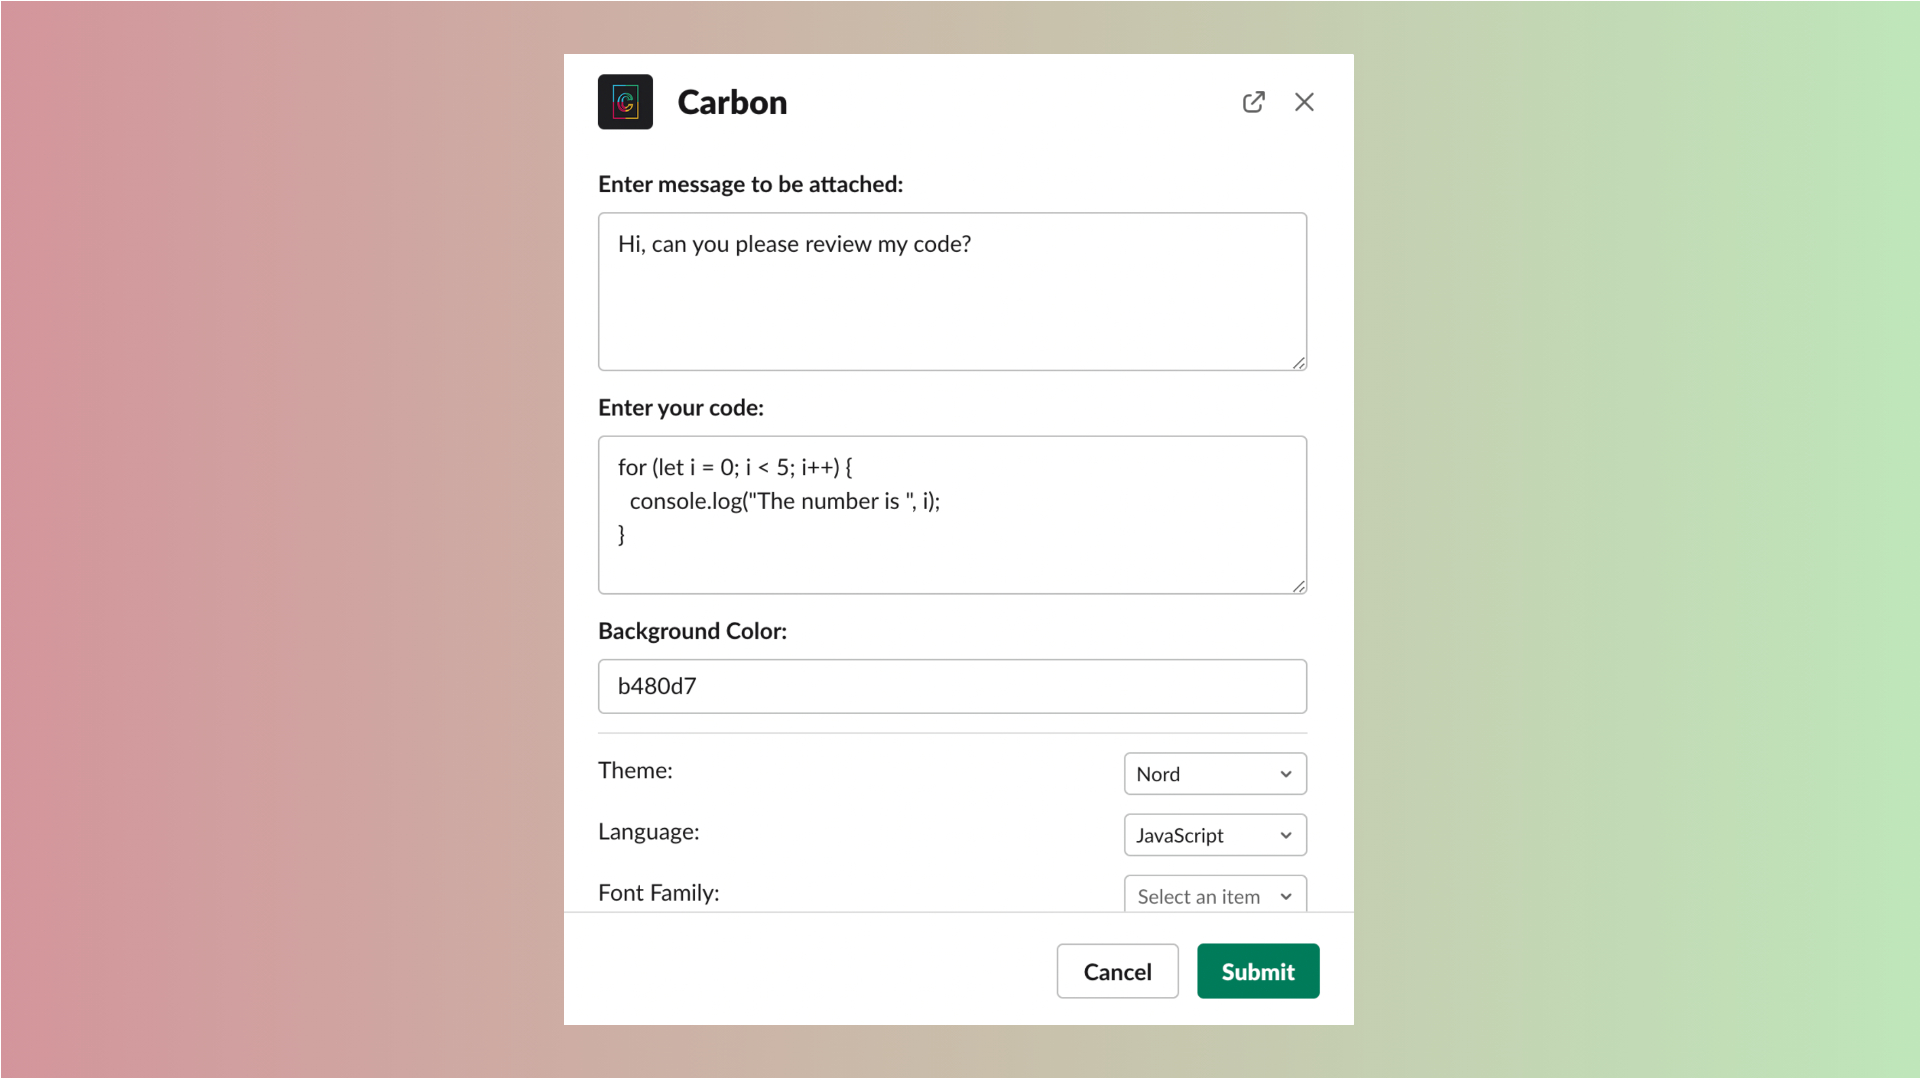 Carbon
Enter message to be attached:
Hi, can you please review my code?
Enter your code:
for (let i = 0; i < 5; i++) {
  console.log("The number is ", i);
}
Background Color:
b480d7
Theme:
Nord
Language:
JavaScript
Font Family:
Select an item
Cancel
Submit